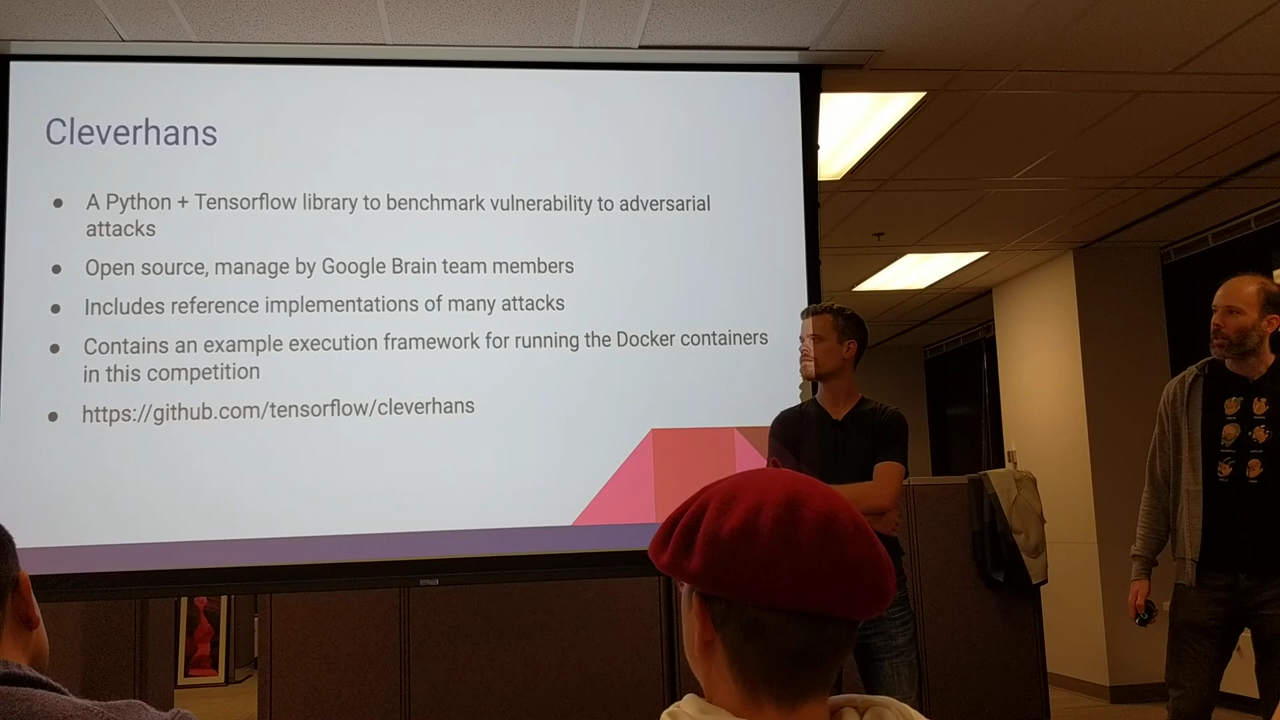 Cleverhans
● A Python + Tensorflow library to benchmark vulnerability to adversarial
attacks
● Open source, manage by Google Brain team members
● Includes reference implementations of many attacks
● Contains an example execution framework for running the Docker containers
in this competition
● https://github.com/tensorflow/cleverhans